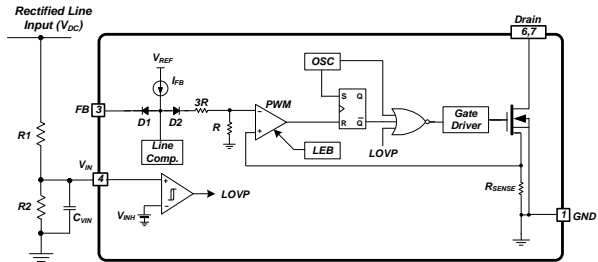 Rectified Line
Input (VDC)
Drain
6,7
VREF
IFB
OSC
FB 3
3R
D1
D2
R
PWM
S Q
R Q
LEB
Line
Comp.
LOVP
Gate
Driver
R1
VIN
4
R2
CVIN
VINH
LOVP
RSENSE
1 GND